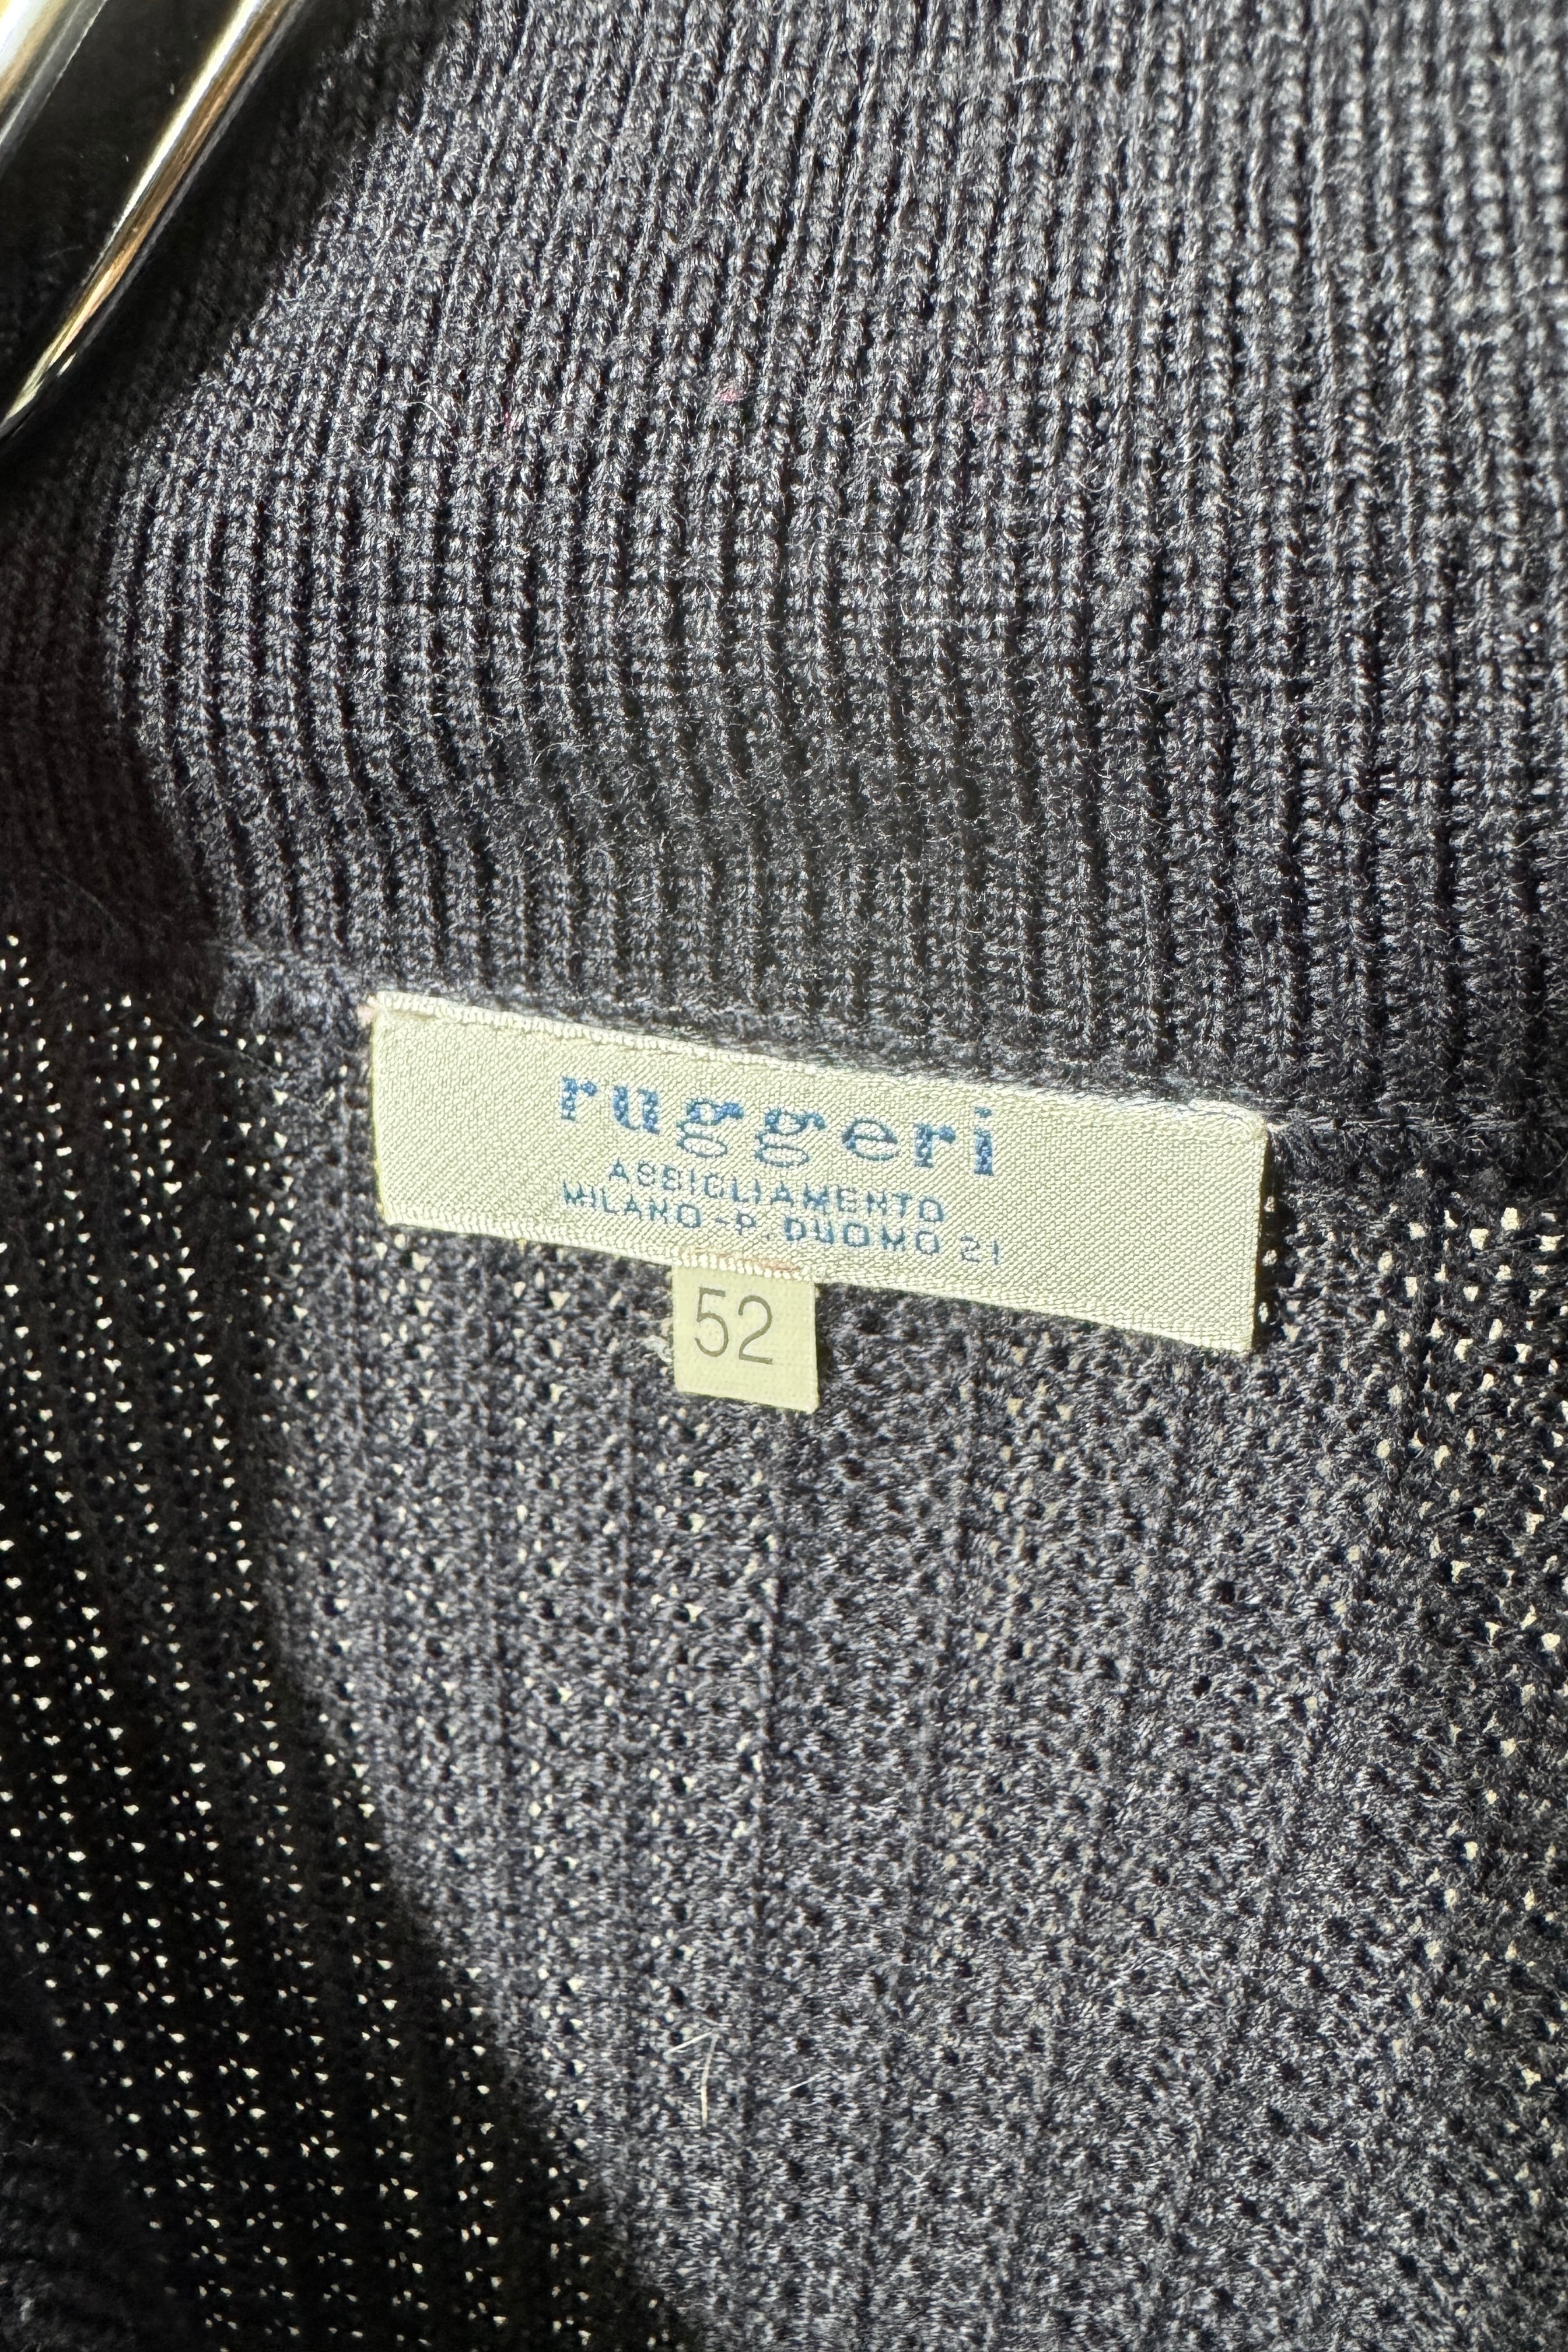 ruggeri
ABBIGLIAMENTO
MILANO - P. DUOMO 21
52